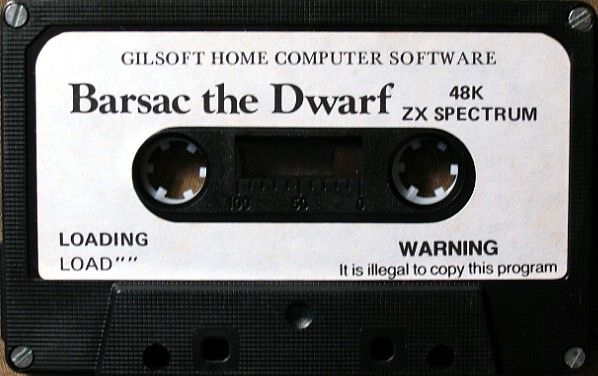 GILSOFT HOME COMPUTER SOFTWARE
Barsac the Dwarf
48K
ZX SPECTRUM
100 50 0
LOADING
LOAD""
WARNING
It is illegal to copy this program